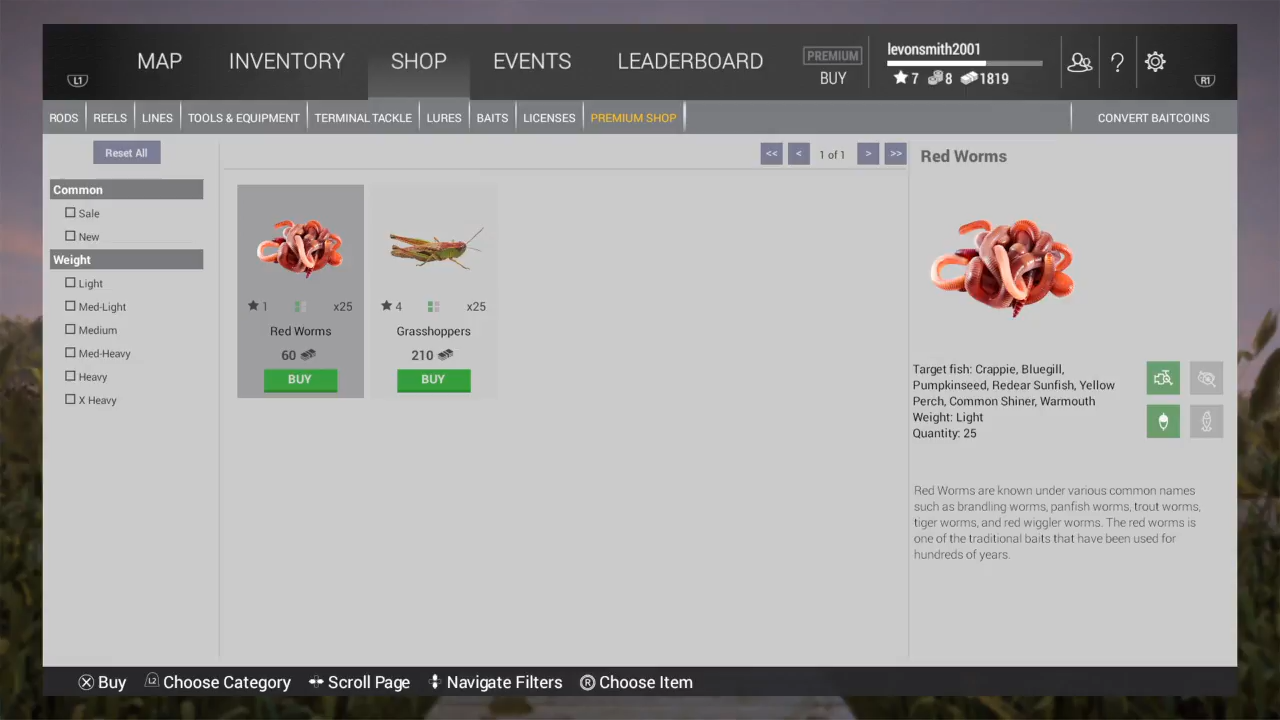 L1
MAP
INVENTORY
SHOP
EVENTS
LEADERBOARD
PREMIUM
BUY
levonsmith2001
7 8 1819
?
R1
RODS
REELS
LINES
TOOLS & EQUIPMENT
TERMINAL TACKLE
LURES
BAITS
LICENSES
PREMIUM SHOP
CONVERT BAITCOINS
Reset All
Common
Sale
New
Weight
Light
Med-Light
Medium
Med-Heavy
Heavy
X Heavy
<< < 1 of 1 > >>
1 x25
Red Worms
60
BUY
4 x25
Grasshoppers
210
BUY
Red Worms
Target fish: Crappie, Bluegill,
Pumpkinseed, Redear Sunfish, Yellow
Perch, Common Shiner, Warmouth
Weight: Light
Quantity: 25
Red Worms are known under various common names
such as brandling worms, panfish worms, trout worms,
tiger worms, and red wiggler worms. The red worms is
one of the traditional baits that have been used for
hundreds of years.
X Buy
L2 Choose Category
Scroll Page
Navigate Filters
R Choose Item